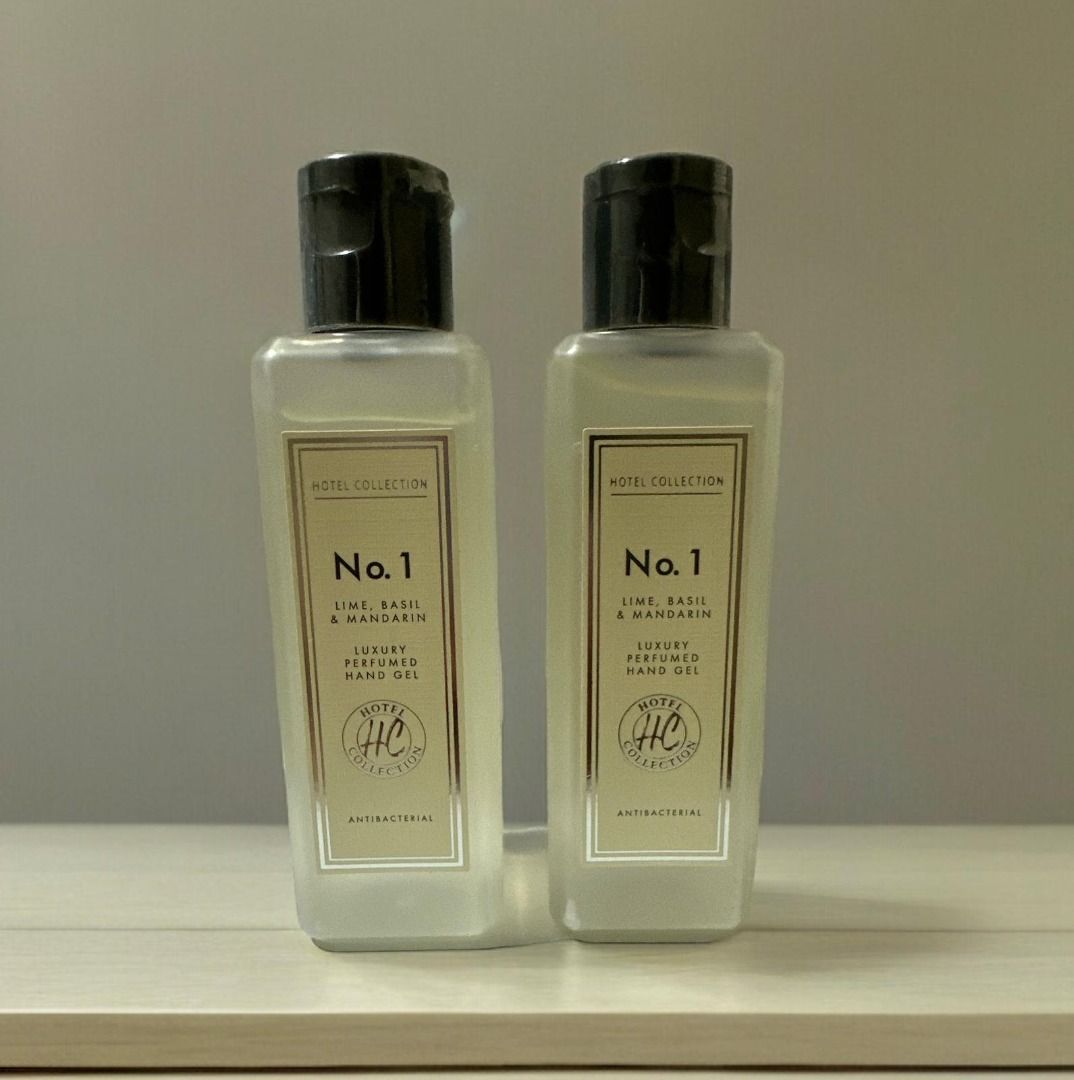 HOTEL COLLECTION
No. 1
LIME, BASIL
& MANDARIN
LUXURY
PERFUMED
HAND GEL
HOTEL
HC
COLLECTION
ANTIBACTERIAL
HOTEL COLLECTION
No. 1
LIME, BASIL
& MANDARIN
LUXURY
PERFUMED
HAND GEL
HOTEL
HC
COLLECTION
ANTIBACTERIAL